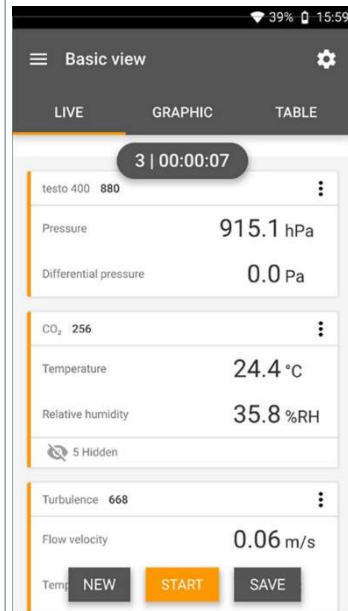 39% 15:59
Basic view
LIVE GRAPHIC TABLE
3 | 00:00:07
testo 400 880
Pressure 915.1 hPa
Differential pressure 0.0 Pa
CO₂ 256
Temperature 24.4 °C
Relative humidity 35.8 %RH
5 Hidden
Turbulence 668
Flow velocity 0.06 m/s
NEW START SAVE